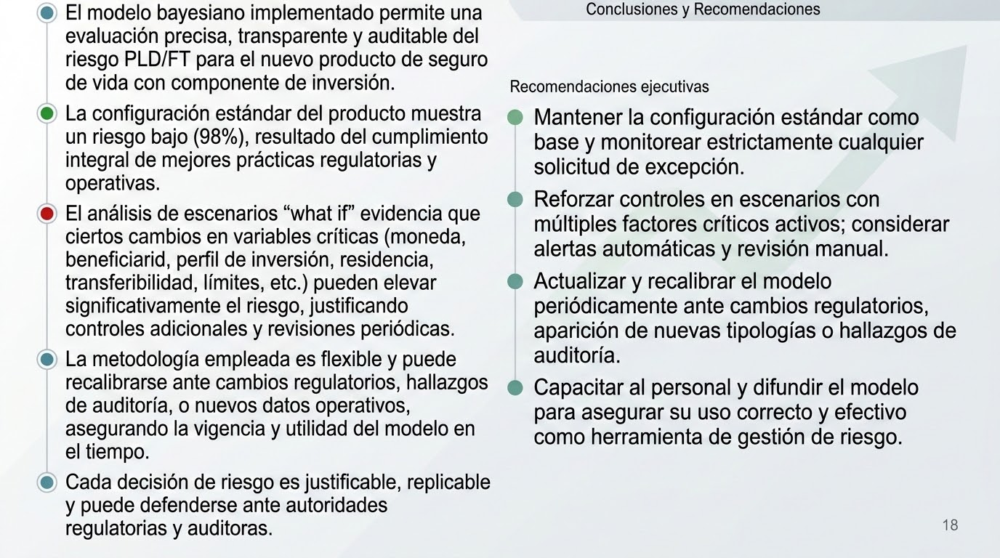 Conclusiones y Recomendaciones
El modelo bayesiano implementado permite una
evaluación precisa, transparente y auditable del
riesgo PLD/FT para el nuevo producto de seguro
de vida con componente de inversión.
La configuración estándar del producto muestra
un riesgo bajo (98%), resultado del cumplimiento
integral de mejores prácticas regulatorias y
operativas.
El análisis de escenarios “what if” evidencia que
ciertos cambios en variables críticas (moneda,
beneficiarid, perfil de inversión, residencia,
transferibilidad, límites, etc.) pueden elevar
significativamente el riesgo, justificando
controles adicionales y revisiones periódicas.
La metodología empleada es flexible y puede
recalibrarse ante cambios regulatorios, hallazgos
de auditoría, o nuevos datos operativos,
asegurando la vigencia y utilidad del modelo en
el tiempo.
Cada decisión de riesgo es justificable, replicable
y puede defenderse ante autoridades
regulatorias y auditoras.
Recomendaciones ejecutivas
Mantener la configuración estándar como
base y monitorear estrictamente cualquier
solicitud de excepción.
Reforzar controles en escenarios con
múltiples factores críticos activos; considerar
alertas automáticas y revisión manual.
Actualizar y recalibrar el modelo
periódicamente ante cambios regulatorios,
aparición de nuevas tipologías o hallazgos de
auditoría.
Capacitar al personal y difundir el modelo
para asegurar su uso correcto y efectivo
como herramienta de gestión de riesgo.
18